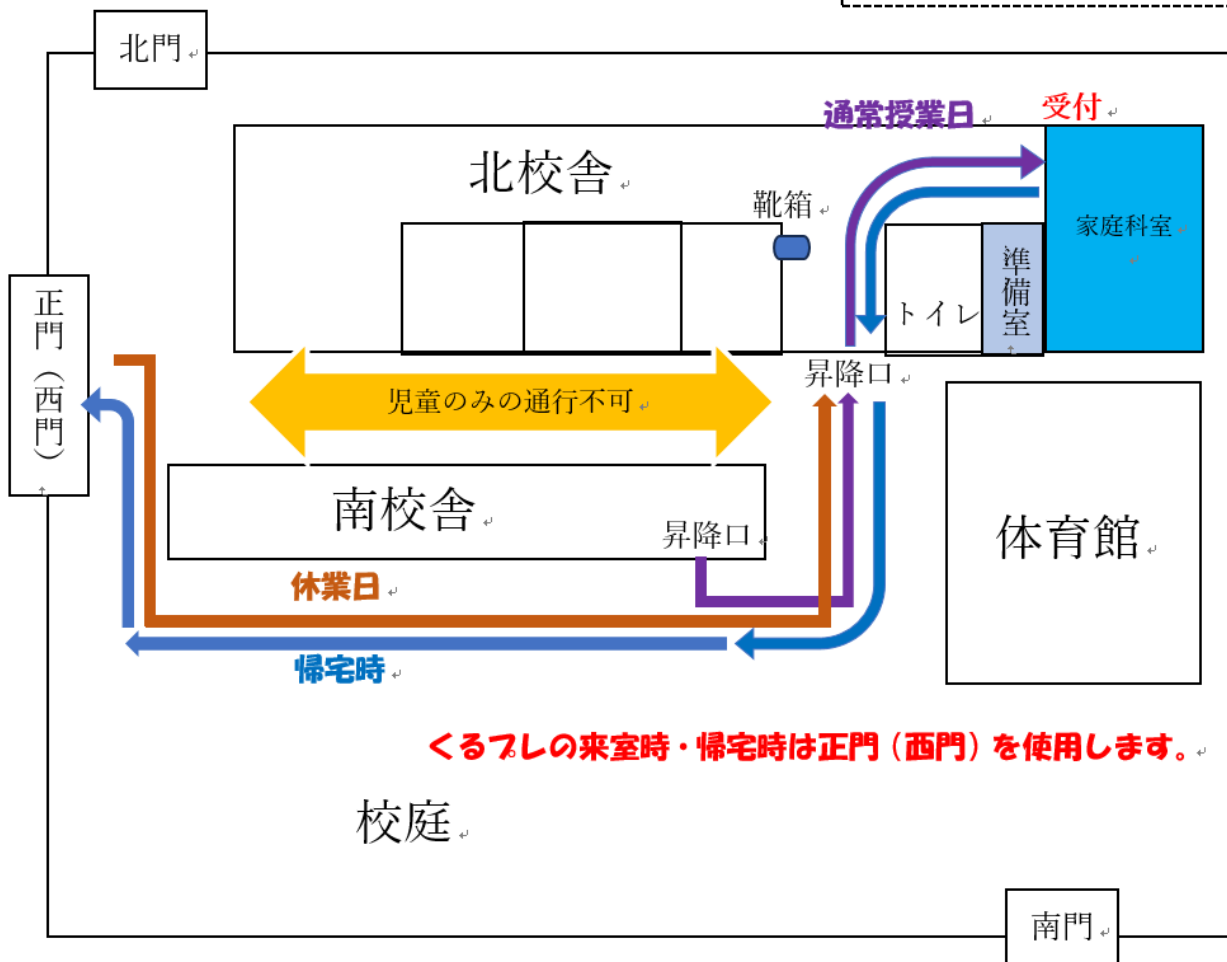 北門
通常授業日
受付
北校舎
靴箱
家庭科室
準備室
トイレ
正門（西門）
昇降口
児童のみの通行不可
南校舎
昇降口
体育館
休業日
帰宅時
くるプレの来室時・帰宅時は正門（西門）を使用します。
校庭
南門